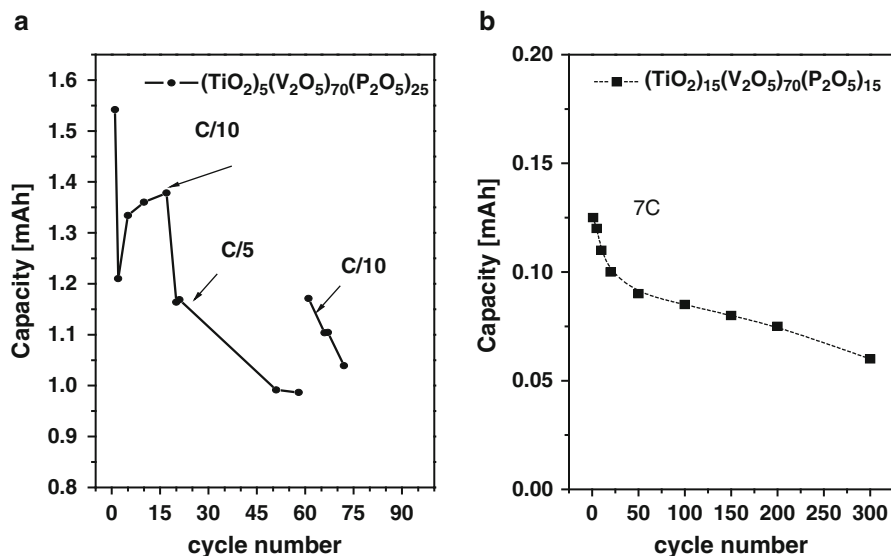 a
1.6
1.5
1.4
1.3
1.2
1.1
1.0
0.9
0.8
Capacity [mAh]
(TiO₂)₅(V₂O₅)₇₀(P₂O₅)₂₅
C/10
C/5
C/10
0 15 30 45 60 75 90
cycle number
b
0.20
0.15
0.10
0.05
0.00
Capacity [mAh]
(TiO₂)₁₅(V₂O₅)₇₀(P₂O₅)₁₅
7C
0 50 100 150 200 250 300
cycle number